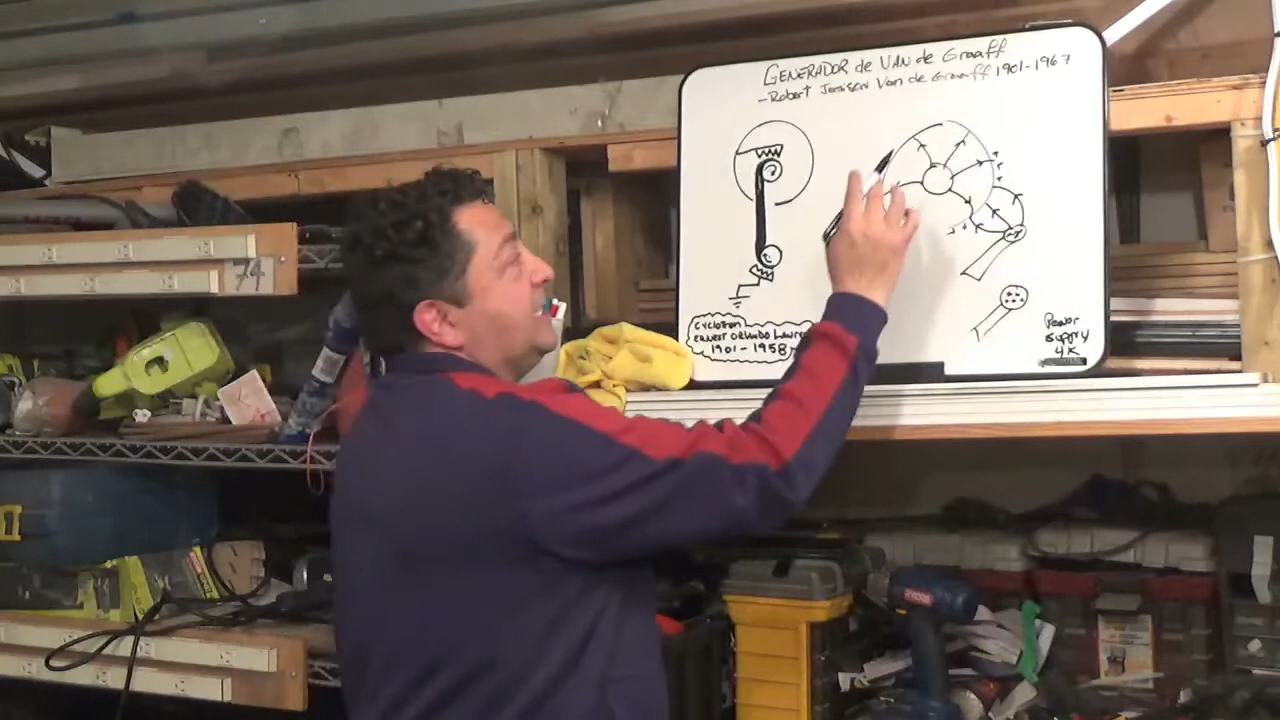 GENERADOR de VAN de Graaff
-Robert Jemison Van de Graaff 1901-1967
Cyclotron
ERNEST ORLANDO
1901-1958
Power
supply
4K
74
RYOBI